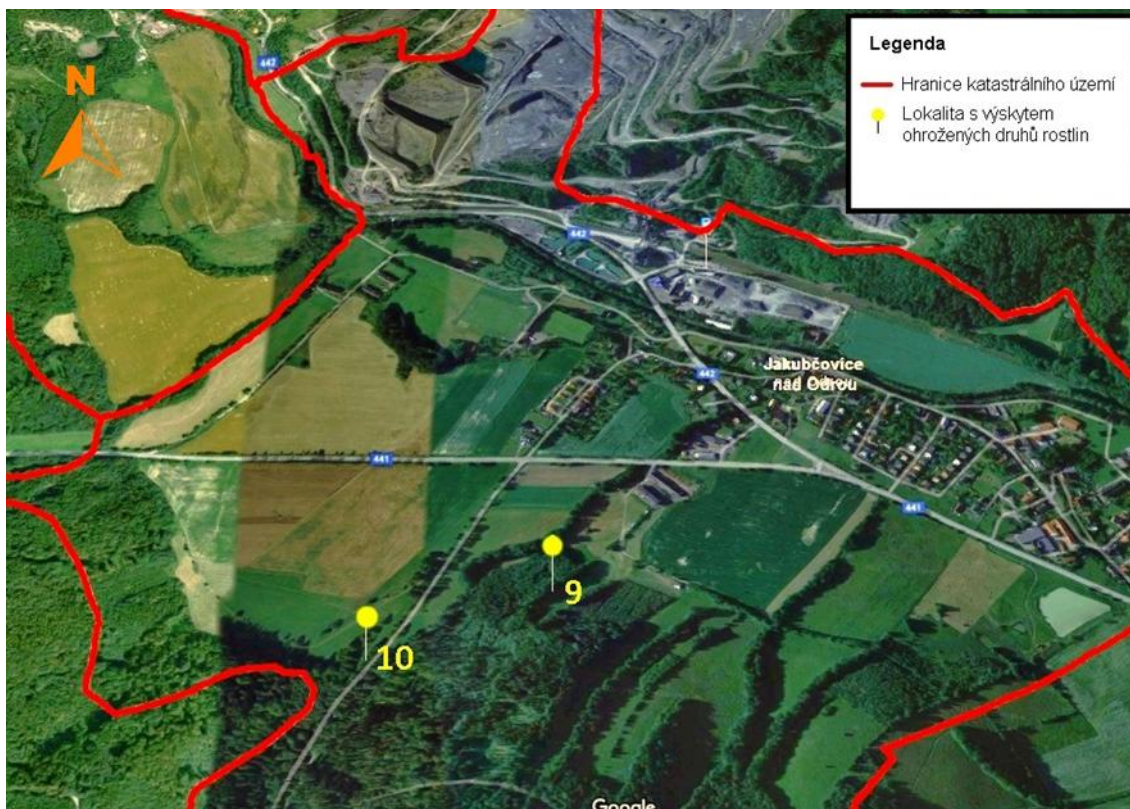 N
Legenda
Hranice katastrálního území
Lokalita s výskytem
ohrožených druhů rostlin
442
442
442
Jakubčovice
nad Odrou
441
441
9
10
Google